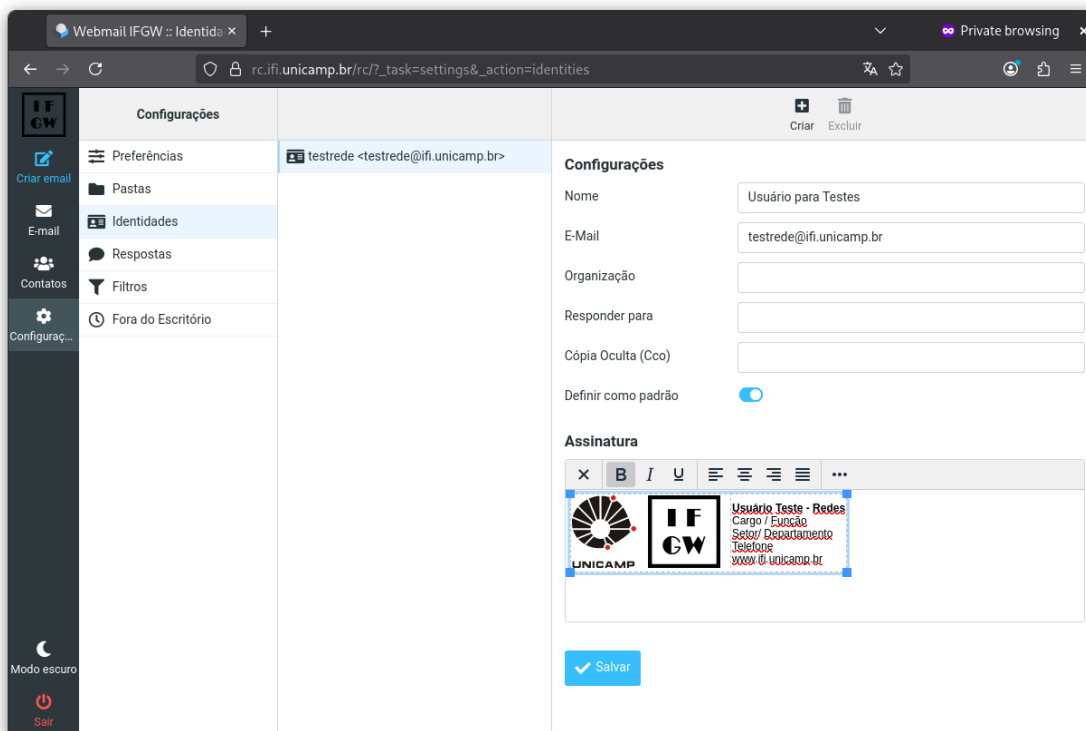 Webmail IFGW :: Identida
Private browsing
rc.ifi.unicamp.br/rc/?_task=settings&_action=identities
I F
GW
Criar email
E-mail
Contatos
Configuraç...
Modo escuro
Sair
Configurações
Preferências
Pastas
Identidades
Respostas
Filtros
Fora do Escritório
testrede <testrede@ifi.unicamp.br>
Criar
Excluir
Configurações
Nome
Usuário para Testes
E-Mail
testrede@ifi.unicamp.br
Organização
Responder para
Cópia Oculta (Cco)
Definir como padrão
Assinatura
B I U
UNICAMP
I F
GW
Usuário Teste - Redes
Cargo / Função
Setor/ Departamento
Telefone
www.ifi.unicamp.br
Salvar